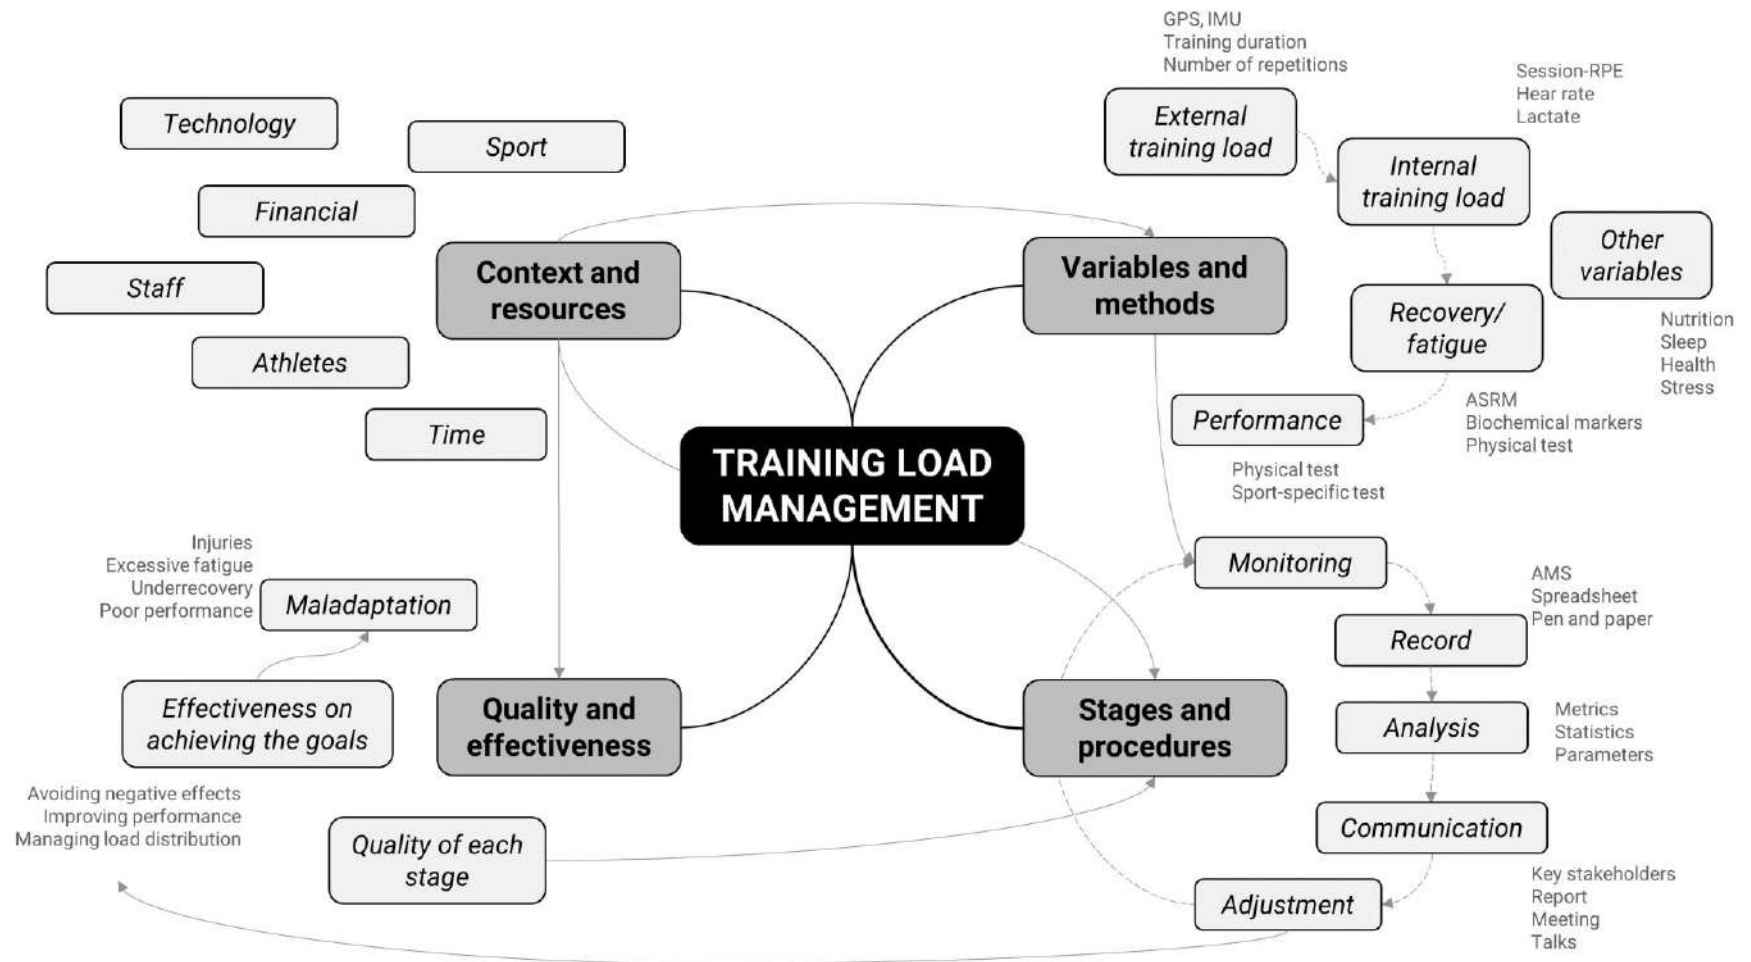 GPS, IMU
Training duration
Number of repetitions
Session-RPE
Hear rate
Lactate
Technology
Sport
External
training load
Internal
training load
Financial
Context and
resources
Variables and
methods
Other
variables
Staff
Recovery/
fatigue
Nutrition
Sleep
Health
Stress
Athletes
Time
Performance
ASRM
Biochemical markers
Physical test
TRAINING LOAD
MANAGEMENT
Physical test
Sport-specific test
Injuries
Excessive fatigue
Underrecovery
Poor performance
Maladaptation
Monitoring
AMS
Spreadsheet
Pen and paper
Record
Effectiveness on
achieving the goals
Quality and
effectiveness
Stages and
procedures
Analysis
Metrics
Statistics
Parameters
Avoiding negative effects
Improving performance
Managing load distribution
Quality of each
stage
Communication
Key stakeholders
Report
Meeting
Talks
Adjustment